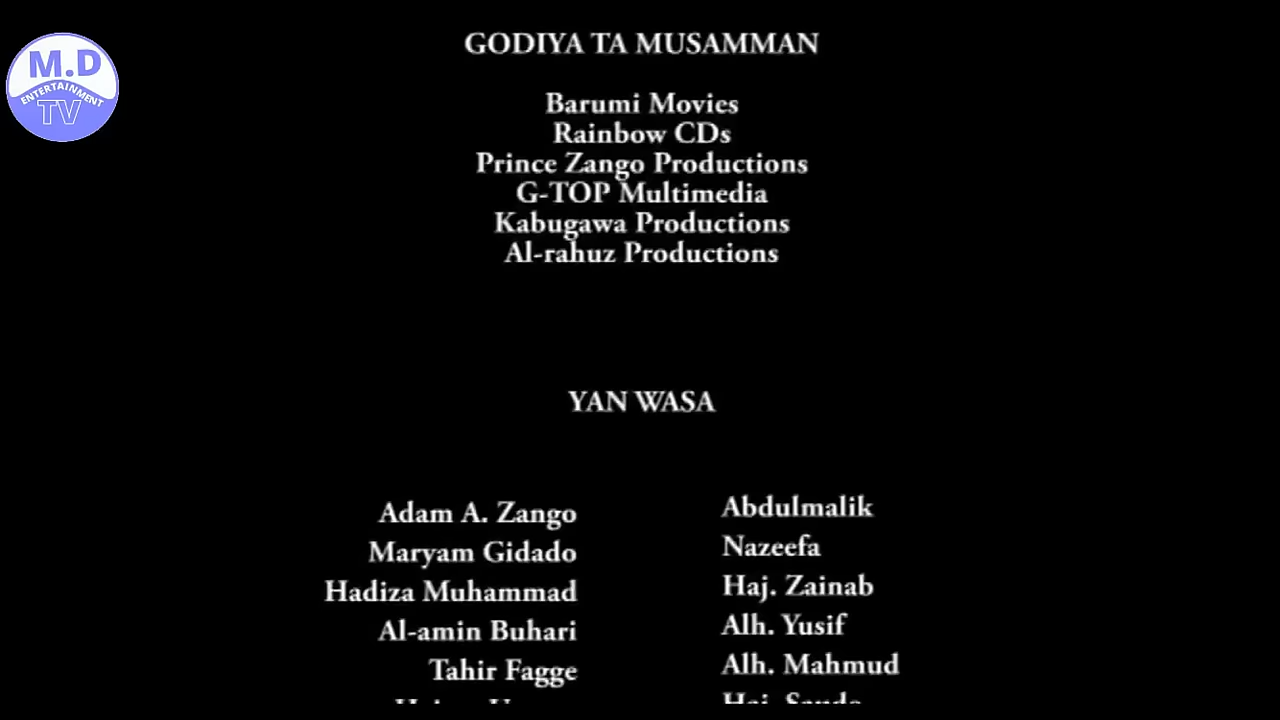 M.D
ENTERTAINMENT
TV
GODIYA TA MUSAMMAN
Barumi Movies
Rainbow CDs
Prince Zango Productions
G-TOP Multimedia
Kabugawa Productions
Al-rahuz Productions
YAN WASA
Adam A. Zango Abdulmalik
Maryam Gidado Nazeefa
Hadiza Muhammad Haj. Zainab
Al-amin Buhari Alh. Yusif
Tahir Fagge Alh. Mahmud